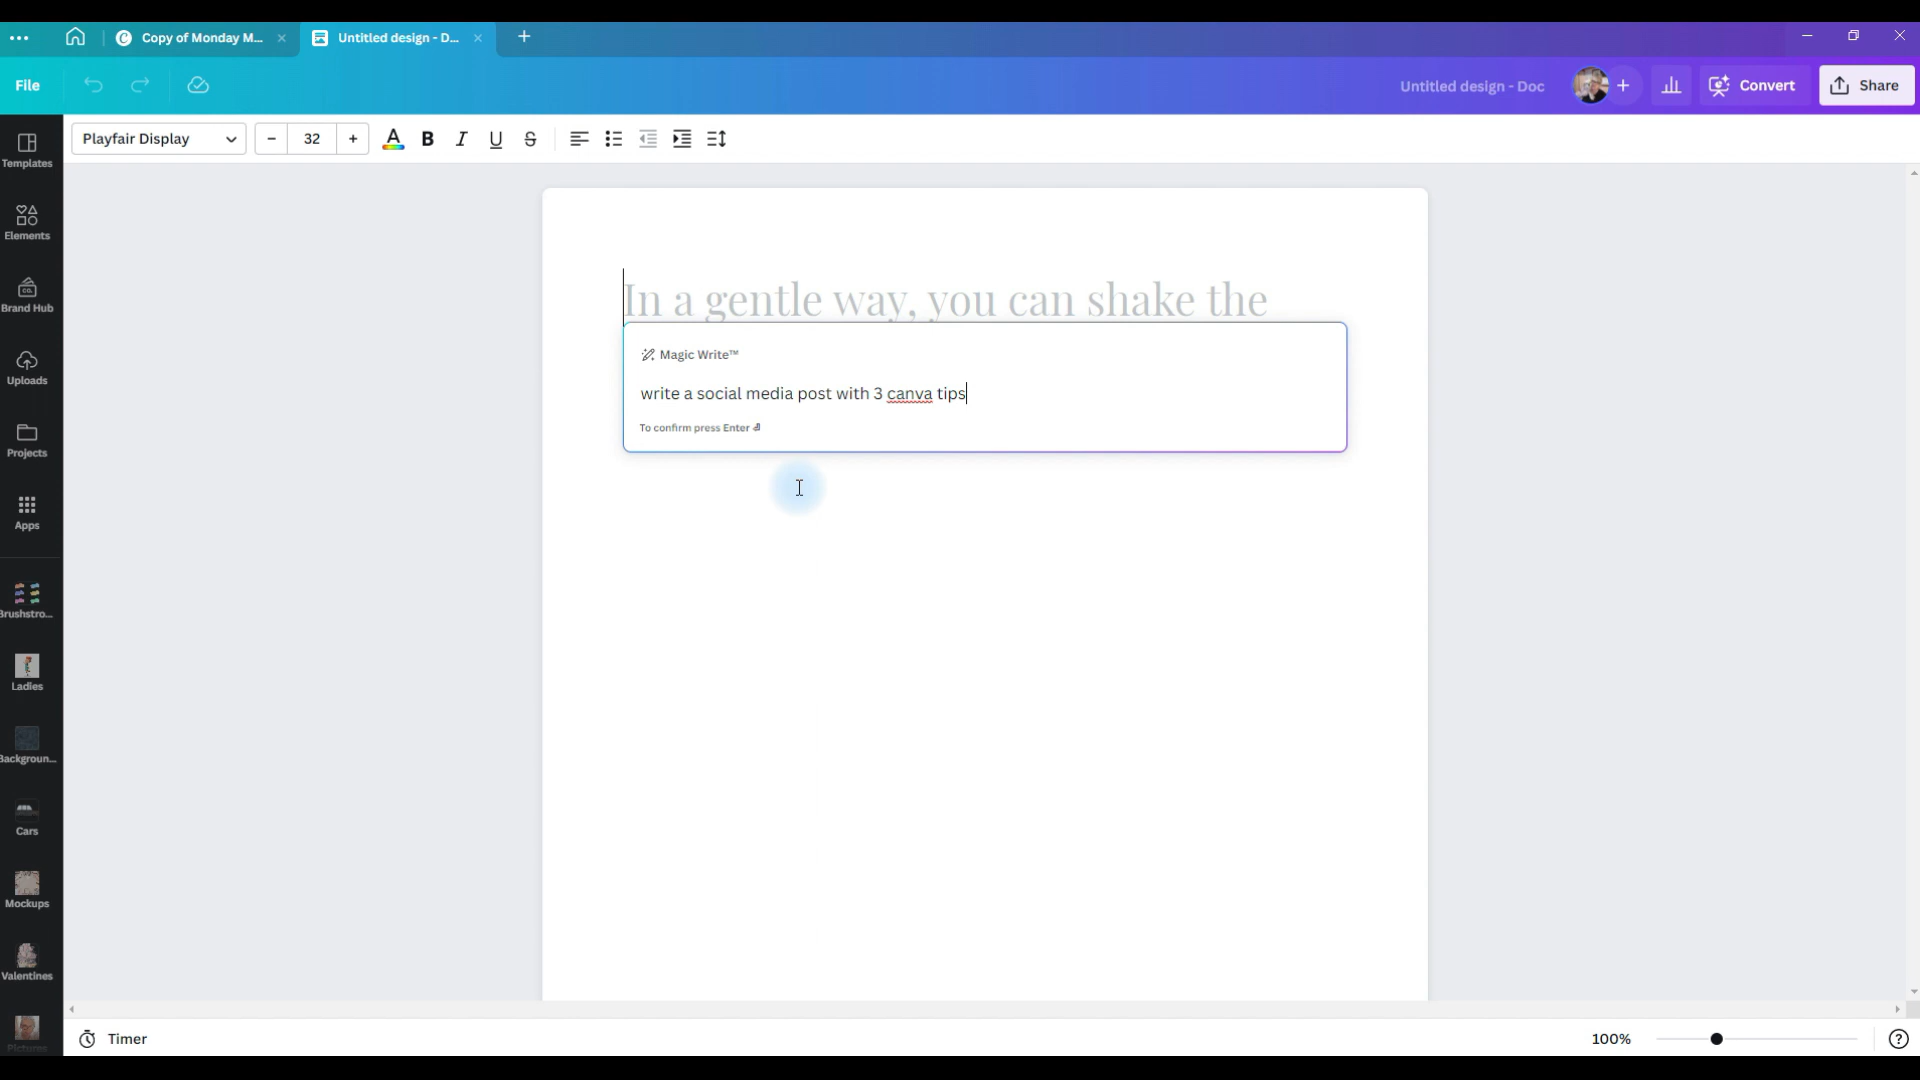 Copy of Monday M...
Untitled design - D...
File
Untitled design - Doc
Convert
Share
Playfair Display
32
Templates
Elements
Brand Hub
Uploads
Projects
Apps
Brushstro...
Ladies
Backgroun...
Cars
Mockups
Valentines
Pictures
In a gentle way, you can shake the
Magic Write™
write a social media post with 3 canva tips
To confirm press Enter ⏎
Timer
100%